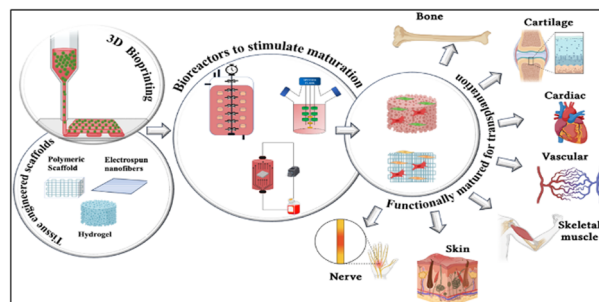 3D Bioprinting
Tissue engineered scaffolds
Polymeric
Scaffold
Electrospun
nanofibers
Hydrogel
Bioreactors to stimulate maturation
Functionally matured for transplantation
Bone
Cartilage
Cardiac
Vascular
Skeletal
muscle
Skin
Nerve